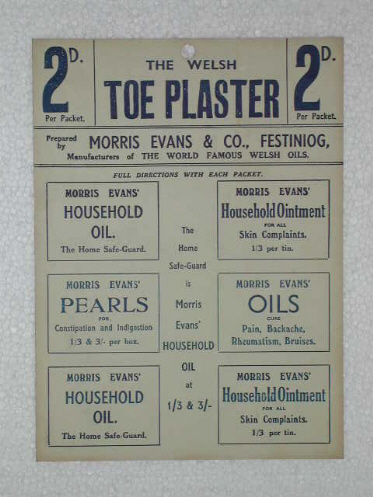 2D.
Per Packet.
THE WELSH
TOE PLASTER
2D.
Per Packet.
Prepared by MORRIS EVANS & CO., FESTINIOG,
Manufacturers of THE WORLD FAMOUS WELSH OILS.
FULL DIRECTIONS WITH EACH PACKET.
MORRIS EVANS'
HOUSEHOLD
OIL.
The Home Safe-Guard.
MORRIS EVANS'
PEARLS
FOR
Constipation and Indigestion
1/3 & 3/- per box.
MORRIS EVANS'
HOUSEHOLD
OIL.
The Home Safe-Guard.
The
Home
Safe-Guard
is
Morris
Evans'
HOUSEHOLD
OIL
at
1/3 & 3/-
MORRIS EVANS'
Household Ointment
FOR ALL
Skin Complaints.
1/3 per tin.
MORRIS EVANS'
OILS
CURE
Pain, Backache,
Rheumatism, Bruises.
MORRIS EVANS'
Household Ointment
FOR ALL
Skin Complaints.
1/3 per tin.